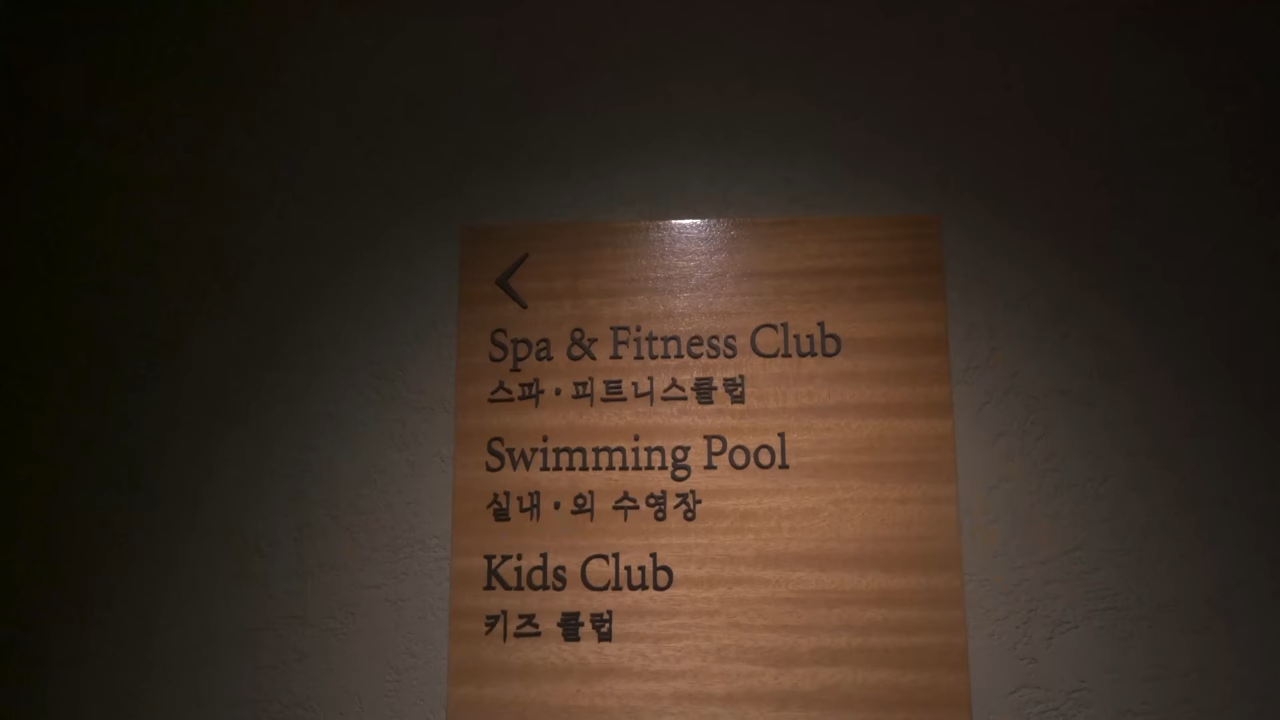 Spa & Fitness Club
스파·피트니스클럽
Swimming Pool
실내·외 수영장
Kids Club
키즈 클럽